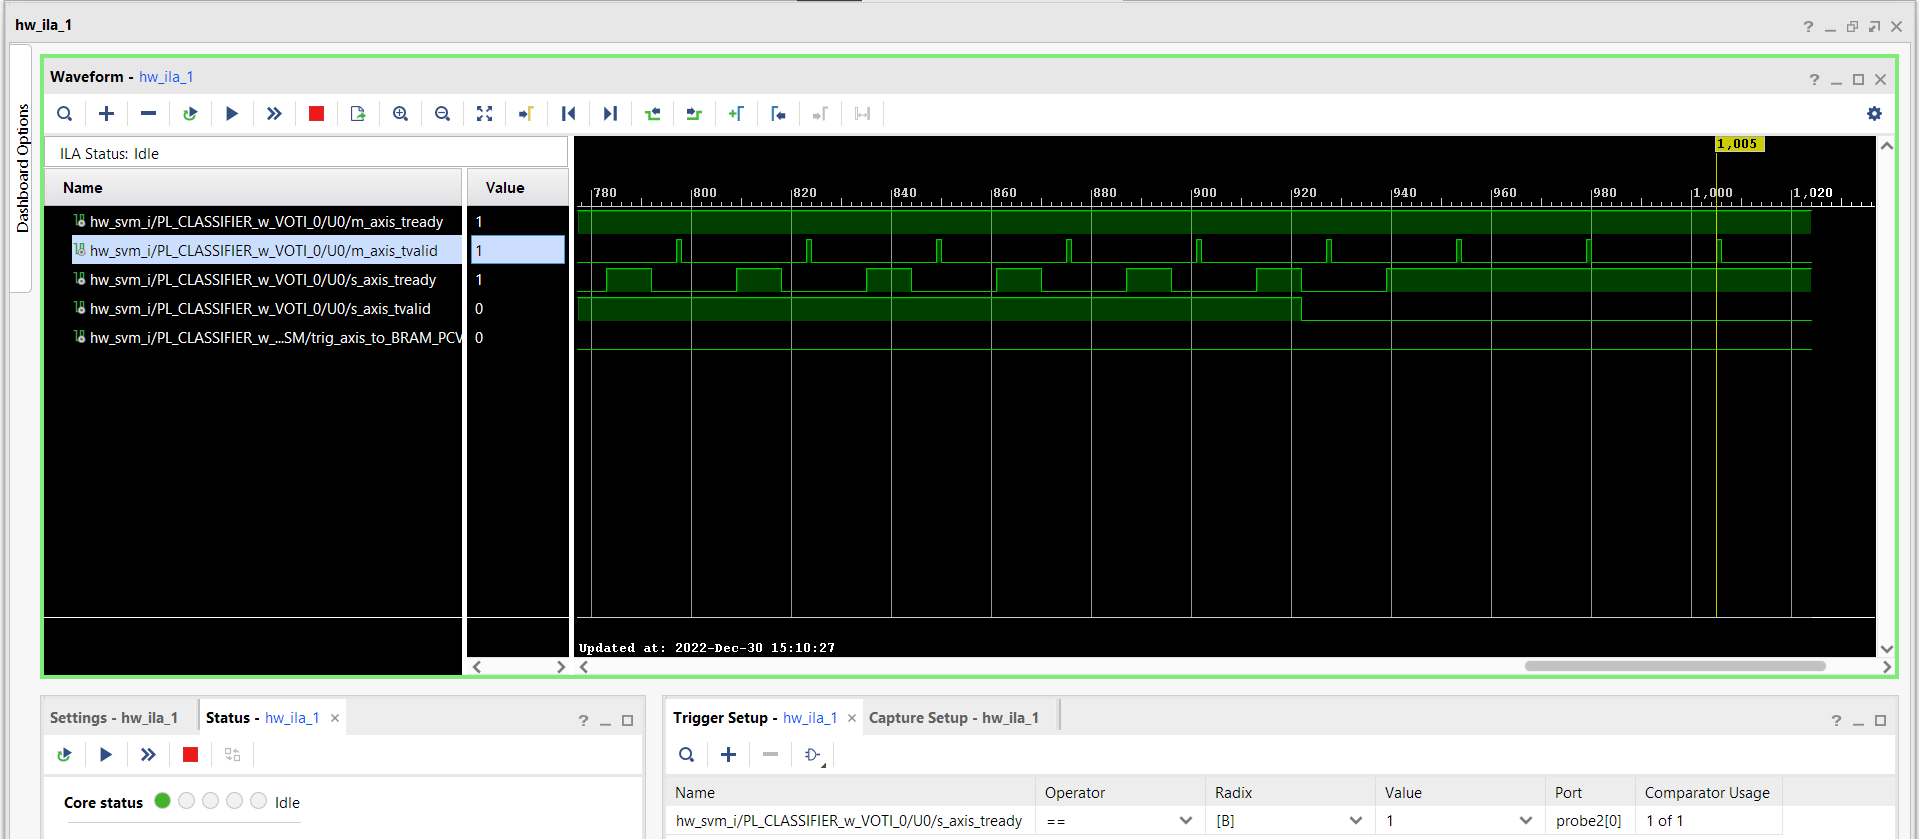 hw_ila_1
Dashboard Options
Waveform - hw_ila_1
ILA Status: Idle
Name Value
1,005
780 800 820 840 860 880 900 920 940 960 980 1,000 1,020
hw_svm_i/PL_CLASSIFIER_w_VOTI_0/U0/m_axis_tready 1
hw_svm_i/PL_CLASSIFIER_w_VOTI_0/U0/m_axis_tvalid 1
hw_svm_i/PL_CLASSIFIER_w_VOTI_0/U0/s_axis_tready 1
hw_svm_i/PL_CLASSIFIER_w_VOTI_0/U0/s_axis_tvalid 0
hw_svm_i/PL_CLASSIFIER_w_...SM/trig_axis_to_BRAM_PCV 0
Updated at: 2022-Dec-30 15:10:27
Settings - hw_ila_1 Status - hw_ila_1
Core status Idle
Trigger Setup - hw_ila_1 Capture Setup - hw_ila_1
Name Operator Radix Value Port Comparator Usage
hw_svm_i/PL_CLASSIFIER_w_VOTI_0/U0/s_axis_tready == [B] 1 probe2[0] 1 of 1